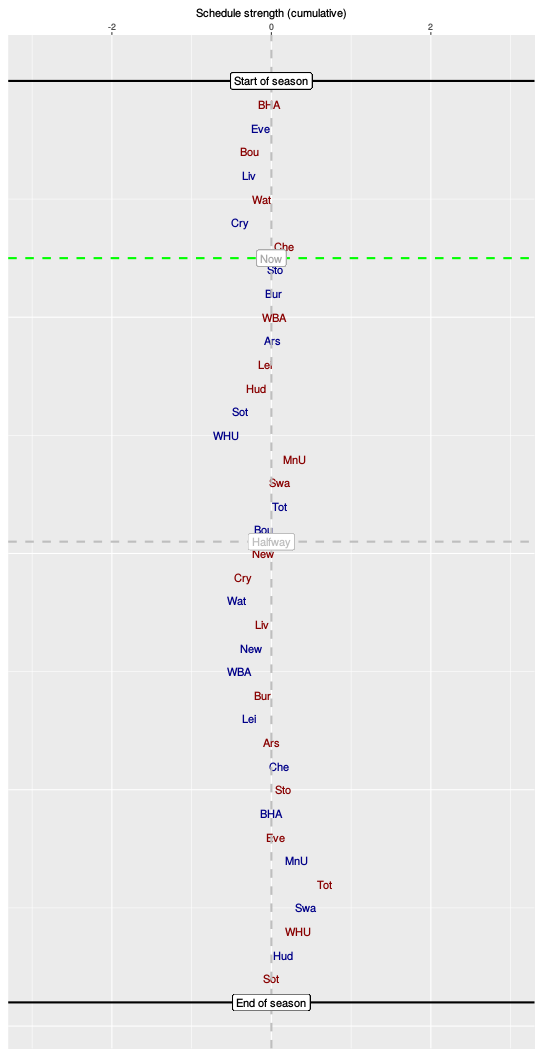 Schedule strength (cumulative)
-2 0 2
Start of season
BHA
Eve
Bou
Liv
Wat
Cry
Che
Now
Sto
Bur
WBA
Ars
Lei
Hud
Sot
WHU
MnU
Swa
Tot
Bou
Halfway
New
Cry
Wat
Liv
New
WBA
Bur
Lei
Ars
Che
Sto
BHA
Eve
MnU
Tot
Swa
WHU
Hud
Sot
End of season